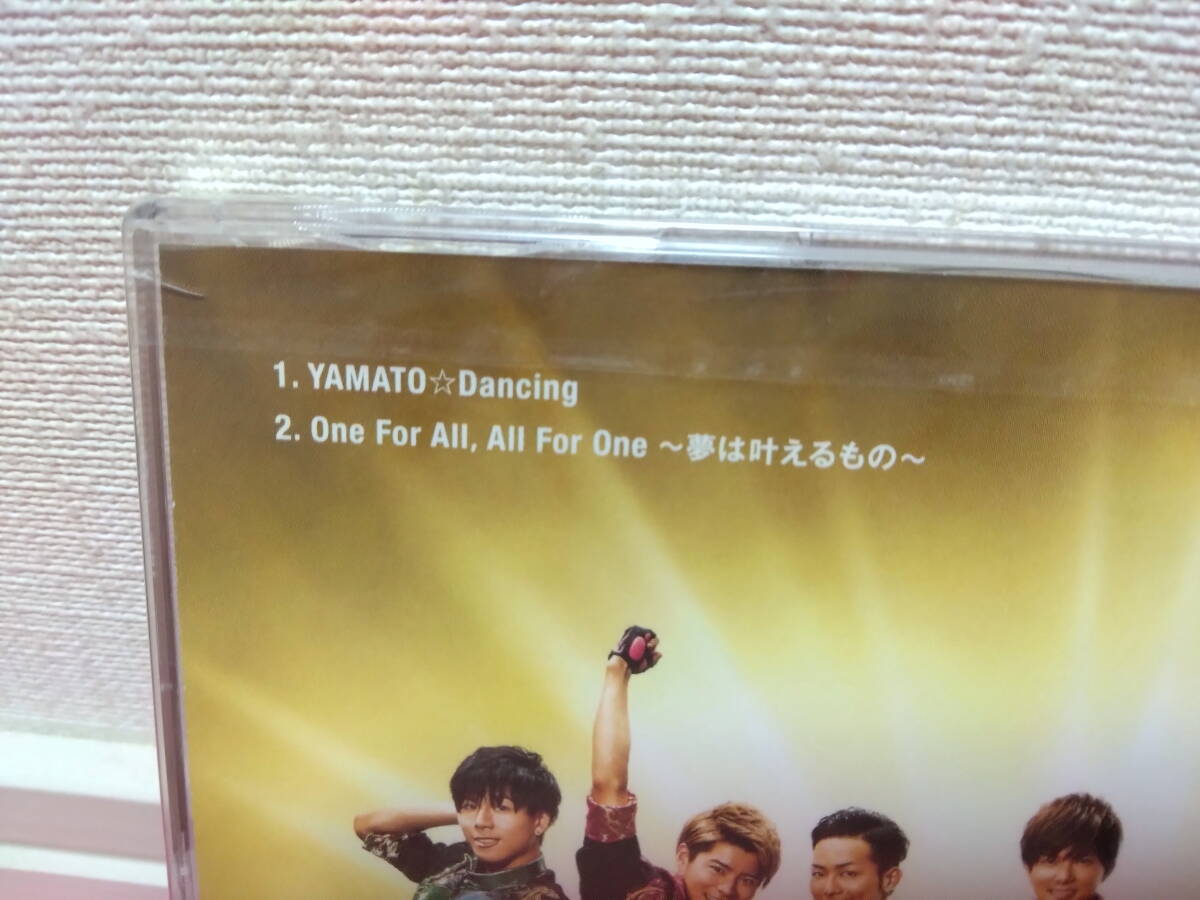 1. YAMATO☆Dancing
2. One For All, All For One ～夢は叶えるもの～